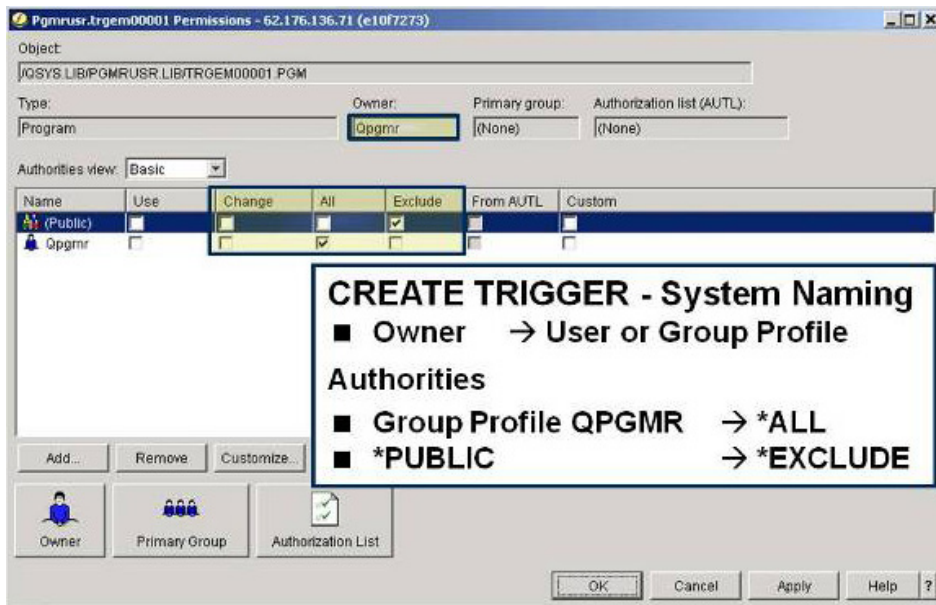 Pgmrusr.trgem00001 Permissions - 62.176.136.71 (e10f7273)
Object:
/QSYS.LIB/PGMRUSR.LIB/TRGEM00001.PGM
Type: Owner: Primary group: Authorization list (AUTL):
Program Qpgmr (None) (None)
Authorities view: Basic
Name Use Change All Exclude From AUTL Custom
(Public)
Qpgmr
CREATE TRIGGER - System Naming
■ Owner → User or Group Profile
Authorities
■ Group Profile QPGMR → *ALL
■ *PUBLIC → *EXCLUDE
Add... Remove Customize...
Owner Primary Group Authorization List
OK Cancel Apply Help ?